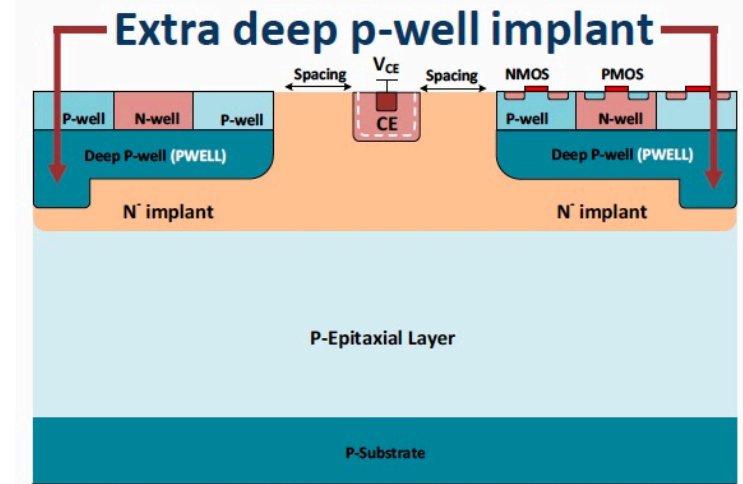 Extra deep p-well implant
Spacing
V_CE
Spacing
NMOS
PMOS
P-well
N-well
P-well
CE
P-well
N-well
Deep P-well (PWELL)
Deep P-well (PWELL)
N⁻ implant
N⁻ implant
P-Epitaxial Layer
P-Substrate